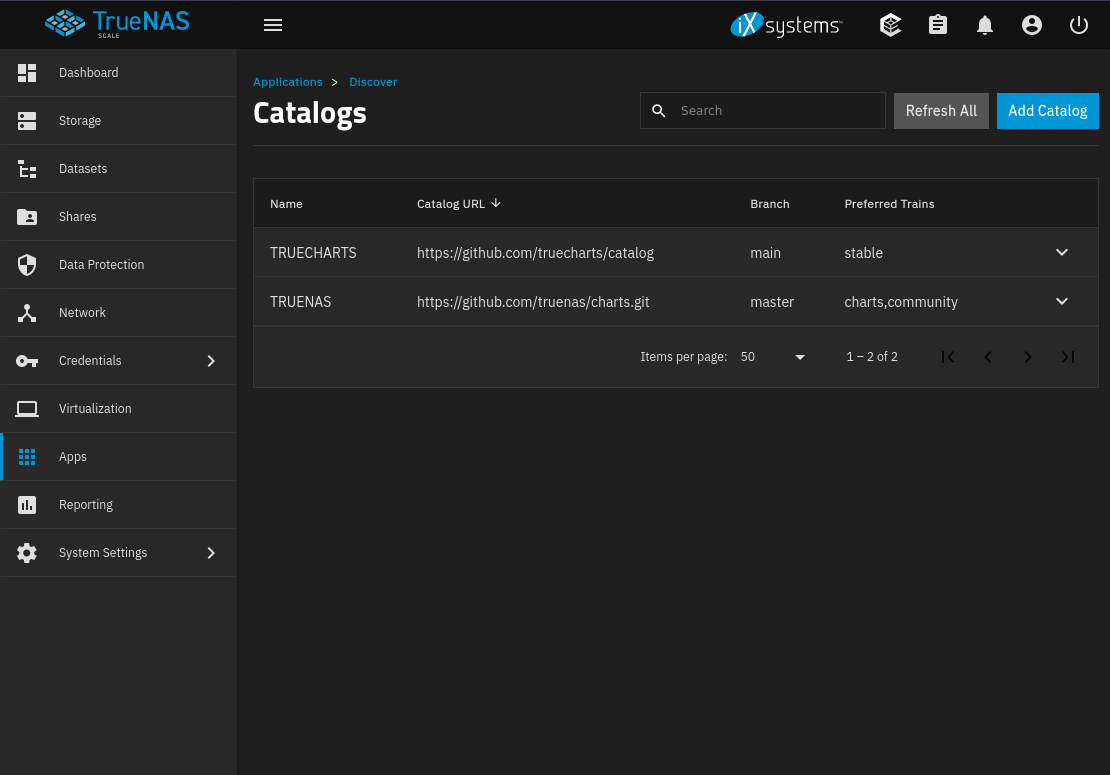 TrueNAS
SCALE
iXsystems™
Dashboard
Storage
Datasets
Shares
Data Protection
Network
Credentials
Virtualization
Apps
Reporting
System Settings
Applications > Discover
Catalogs
Search
Refresh All
Add Catalog
Name Catalog URL Branch Preferred Trains
TRUECHARTS https://github.com/truecharts/catalog main stable
TRUENAS https://github.com/truenas/charts.git master charts,community
Items per page: 50 1 – 2 of 2